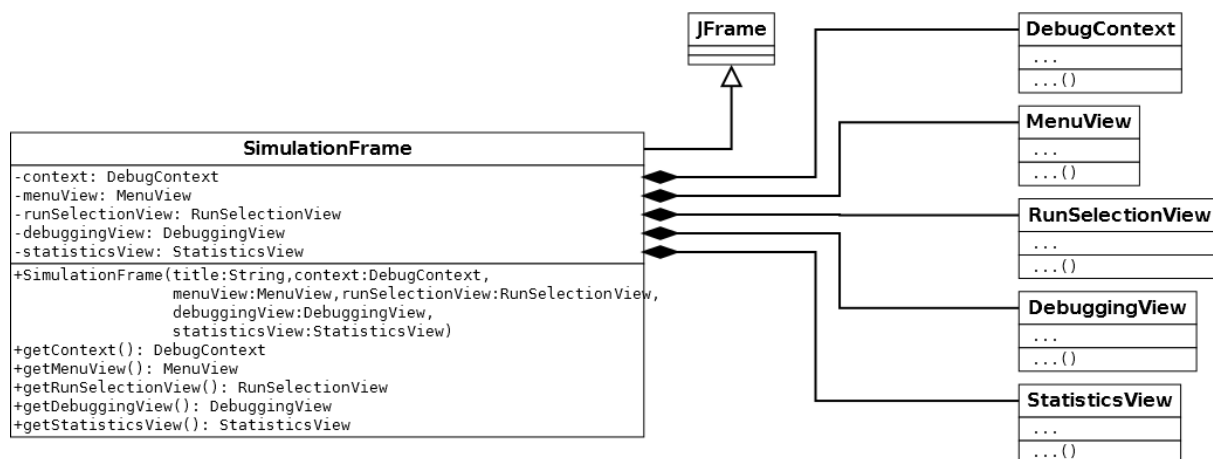 JFrame
SimulationFrame
-context: DebugContext
-menuView: MenuView
-runSelectionView: RunSelectionView
-debuggingView: DebuggingView
-statisticsView: StatisticsView
+SimulationFrame(title:String,context:DebugContext,
menuView:MenuView,runSelectionView:RunSelectionView,
debuggingView:DebuggingView,
statisticsView:StatisticsView)
+getContext(): DebugContext
+getMenuView(): MenuView
+getRunSelectionView(): RunSelectionView
+getDebuggingView(): DebuggingView
+getStatisticsView(): StatisticsView
DebugContext
...
...()
MenuView
...
...()
RunSelectionView
...
...()
DebuggingView
...
...()
StatisticsView
...
...()